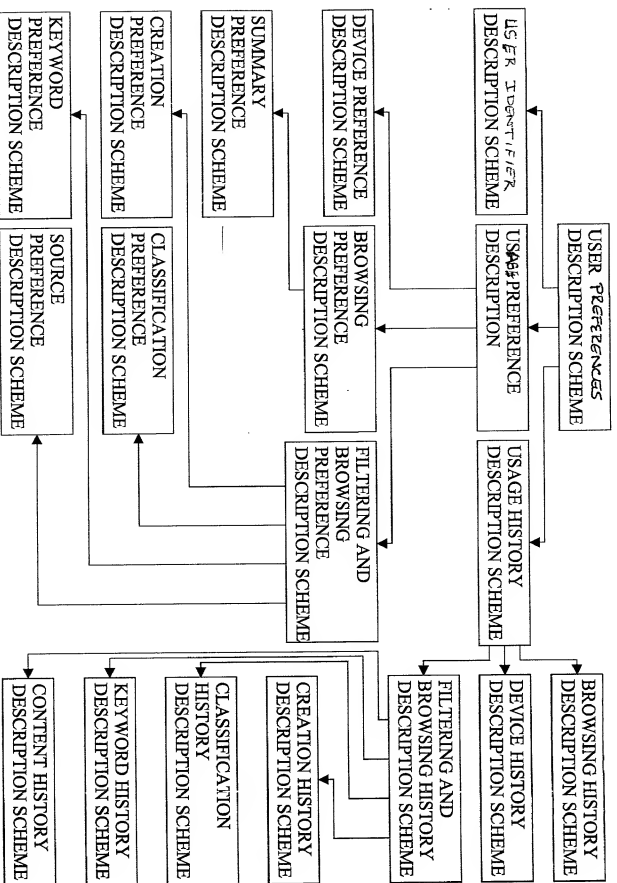 USER PREFERENCES
DESCRIPTION SCHEME
USER IDENTIFIER
DESCRIPTION SCHEME
USAGE PREFERENCE
DESCRIPTION
USAGE HISTORY
DESCRIPTION SCHEME
DEVICE PREFERENCE
DESCRIPTION SCHEME
BROWSING
PREFERENCE
DESCRIPTION SCHEME
FILTERING AND
BROWSING
PREFERENCE
DESCRIPTION SCHEME
SUMMARY
PREFERENCE
DESCRIPTION SCHEME
CREATION
PREFERENCE
DESCRIPTION SCHEME
CLASSIFICATION
PREFERENCE
DESCRIPTION SCHEME
KEYWORD
PREFERENCE
DESCRIPTION SCHEME
SOURCE
PREFERENCE
DESCRIPTION SCHEME
BROWSING HISTORY
DESCRIPTION SCHEME
DEVICE HISTORY
DESCRIPTION SCHEME
FILTERING AND
BROWSING HISTORY
DESCRIPTION SCHEME
CREATION HISTORY
DESCRIPTION SCHEME
CLASSIFICATION
HISTORY
DESCRIPTION SCHEME
KEYWORD HISTORY
DESCRIPTION SCHEME
CONTENT HISTORY
DESCRIPTION SCHEME